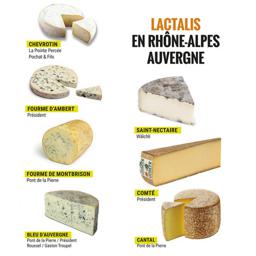 LACTALIS
EN RHÔNE-ALPES
AUVERGNE
CHEVROTIN
La Pointe Percée
Pochat & Fils
FOURME D'AMBERT
Président
FOURME DE MONTBRISON
Pont de la Pierre
BLEU D'AUVERGNE
Pont de la Pierre / Président
Roussel / Gaston Troupel
SAINT-NECTAIRE
Wälchli
COMTÉ
Président
CANTAL
Pont de la Pierre